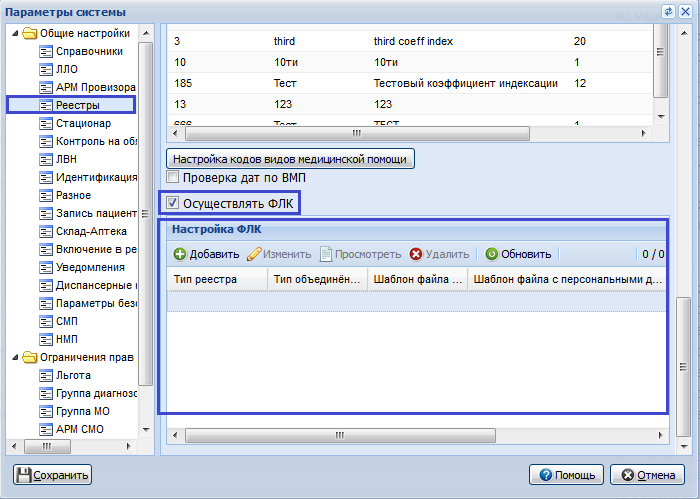 Параметры системы
Общие настройки
Справочники
ЛЛО
АРМ Провизора
Реестры
Стационар
Контроль на обя
ЛВН
Идентификация
Разное
Запись пациент
Склад-Аптека
Включение в ре
Уведомления
Диспансерные н
Параметры безо
СМП
НМП
Ограничения прав
Льгота
Группа диагнозо
Группа МО
АРМ СМО
3 third third coeff index 20
10 10ти 10ти 1
185 Тест Тестовый коэффициент индексации 12
13 123 123
666 Тест ТЕСТ 1
Настройка кодов видов медицинской помощи
Проверка дат по ВМП
Осуществлять ФЛК
Настройка ФЛК
Добавить Изменить Просмотреть Удалить Обновить 0 / 0
Тип реестра Тип объединён... Шаблон файла ... Шаблон файла с персональными д...
Сохранить Помощь Отмена